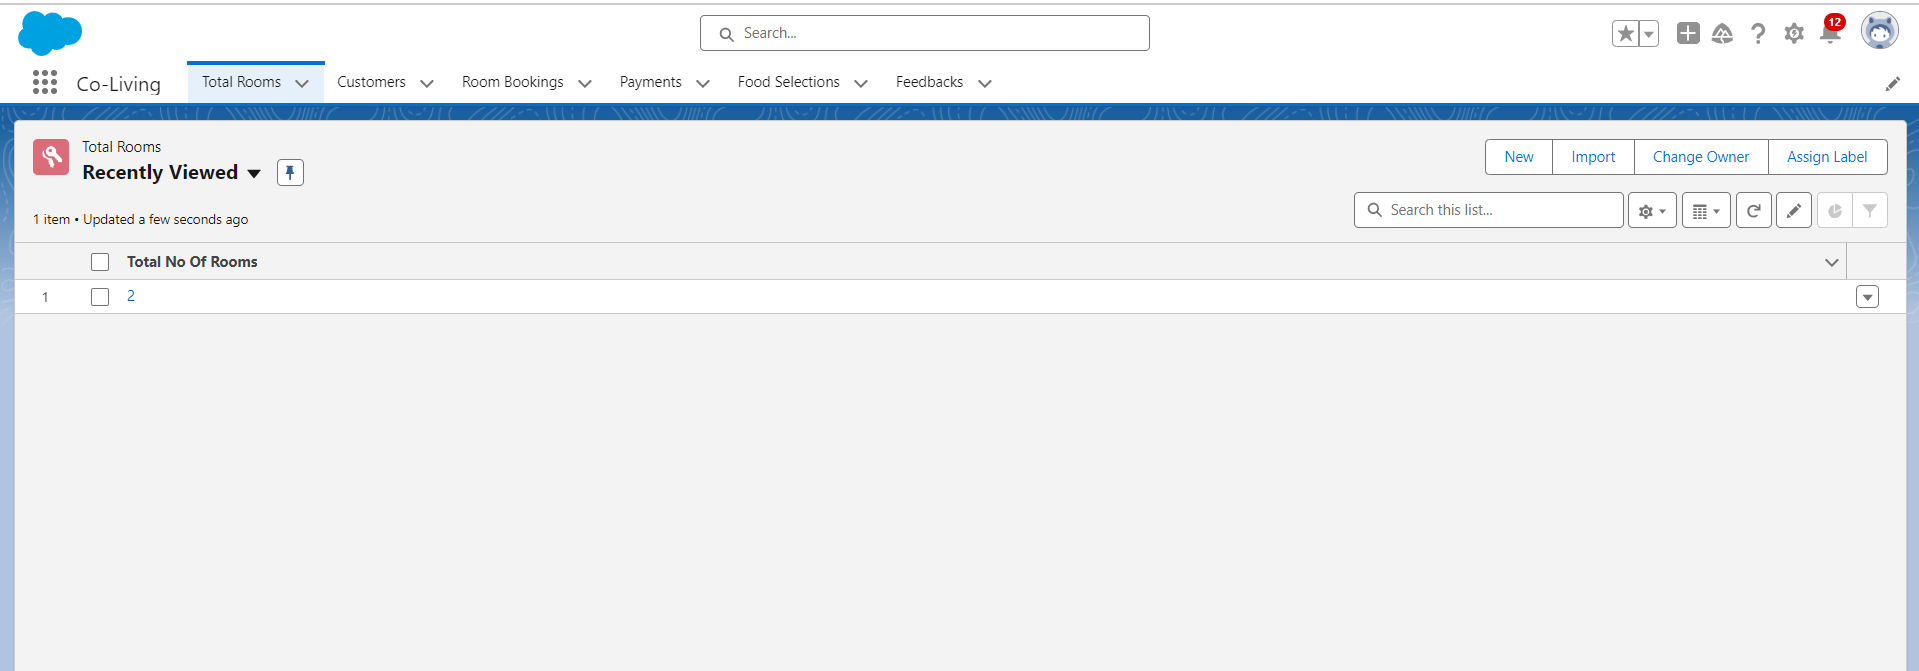 Search...
12
Co-Living
Total Rooms
Customers
Room Bookings
Payments
Food Selections
Feedbacks
Total Rooms
Recently Viewed
New
Import
Change Owner
Assign Label
1 item • Updated a few seconds ago
Search this list...
Total No Of Rooms
1
2